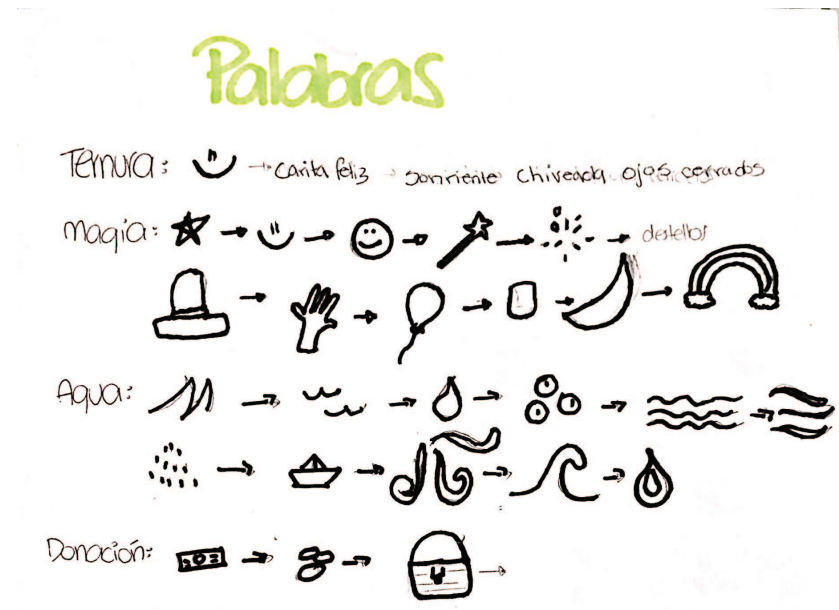 Palabras
Ternura: → carita feliz → sonriente chiveada ojos cerrados
Magia: → → → → → destellos
Agua:
Donación: